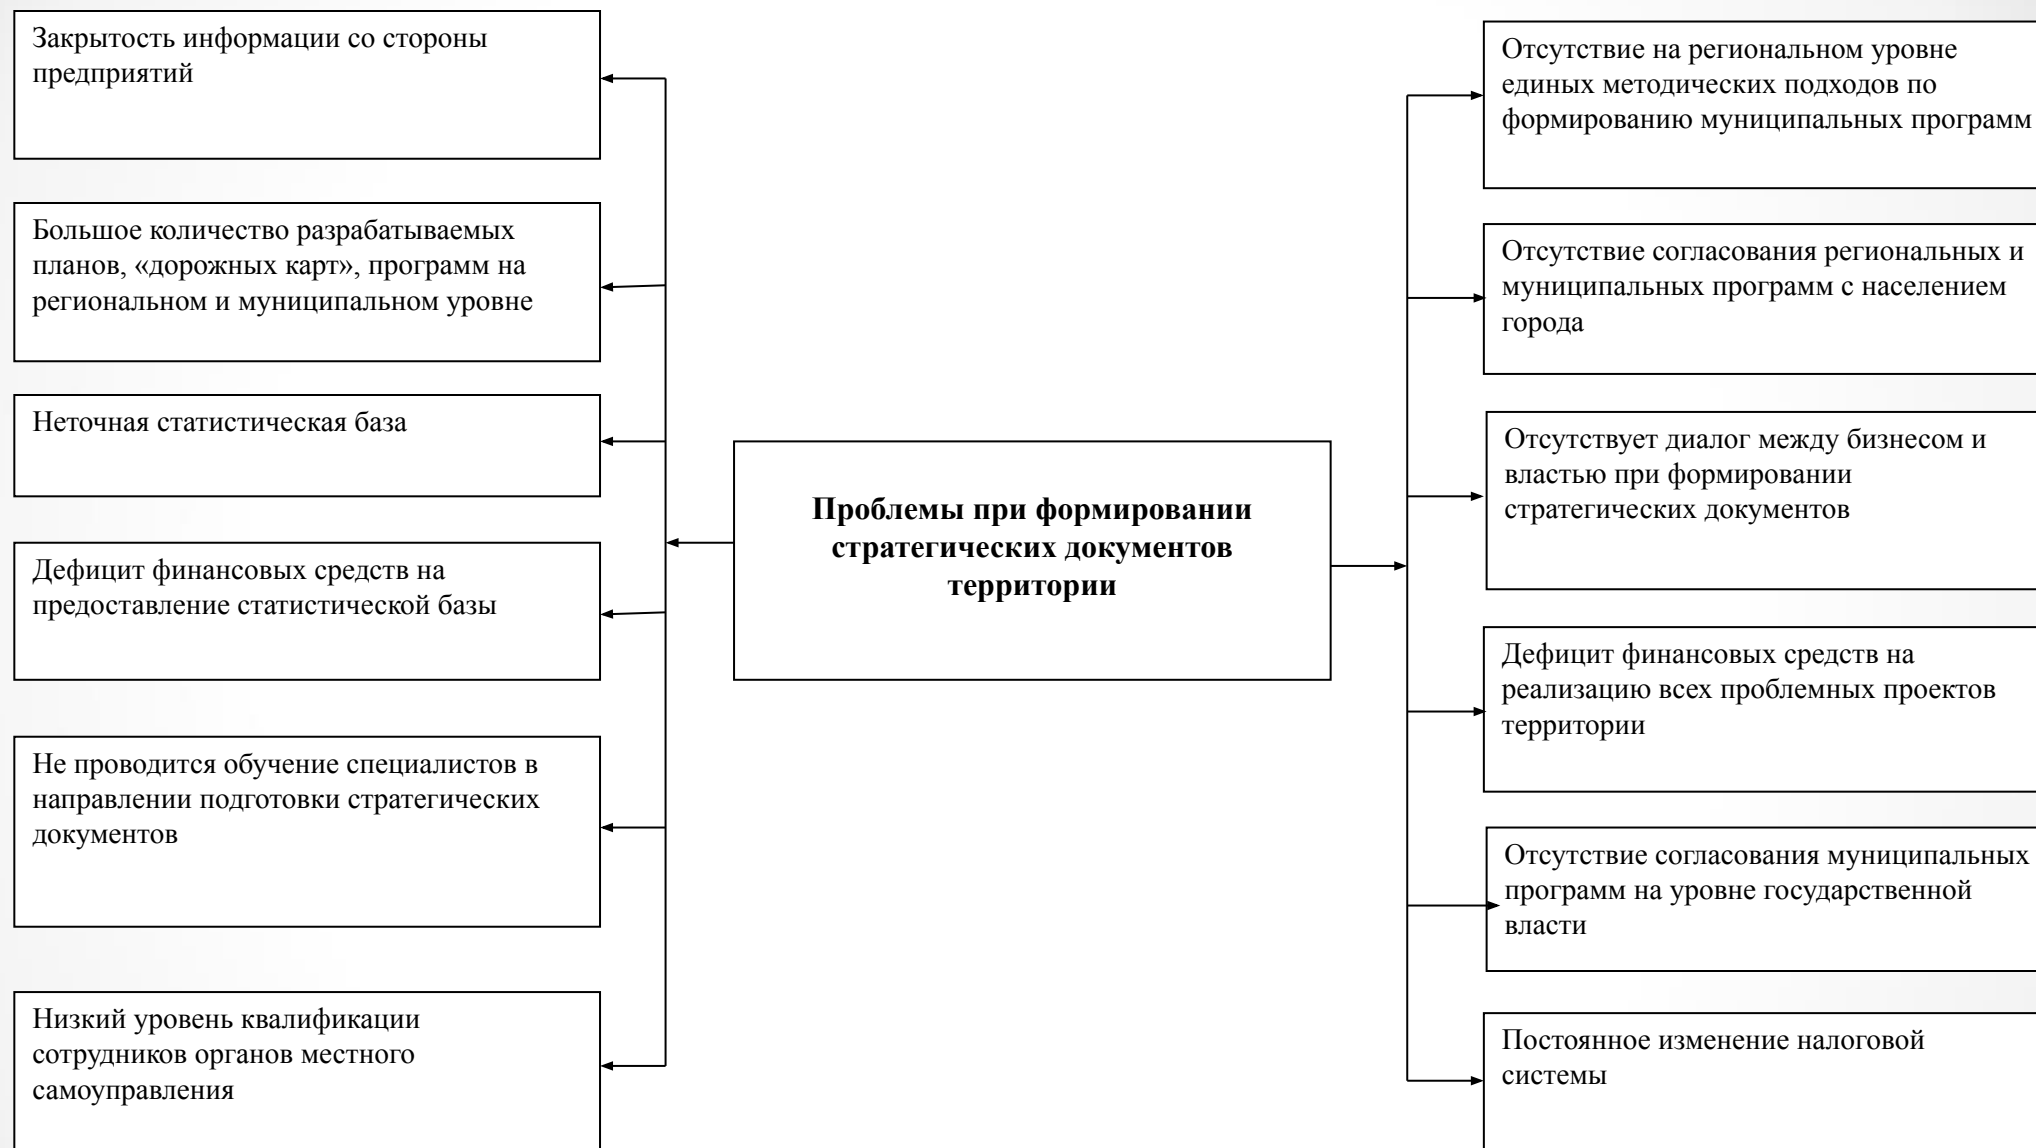 Закрытость информации со стороны
предприятий
Большое количество разрабатываемых
планов, «дорожных карт», программ на
региональном и муниципальном уровне
Неточная статистическая база
Дефицит финансовых средств на
предоставление статистической базы
Не проводится обучение специалистов в
направлении подготовки стратегических
документов
Низкий уровень квалификации
сотрудников органов местного
самоуправления
Проблемы при формировании
стратегических документов
территории
Отсутствие на региональном уровне
единых методических подходов по
формированию муниципальных программ
Отсутствие согласования региональных и
муниципальных программ с населением
города
Отсутствует диалог между бизнесом и
властью при формировании
стратегических документов
Дефицит финансовых средств на
реализацию всех проблемных проектов
территории
Отсутствие согласования муниципальных
программ на уровне государственной
власти
Постоянное изменение налоговой
системы